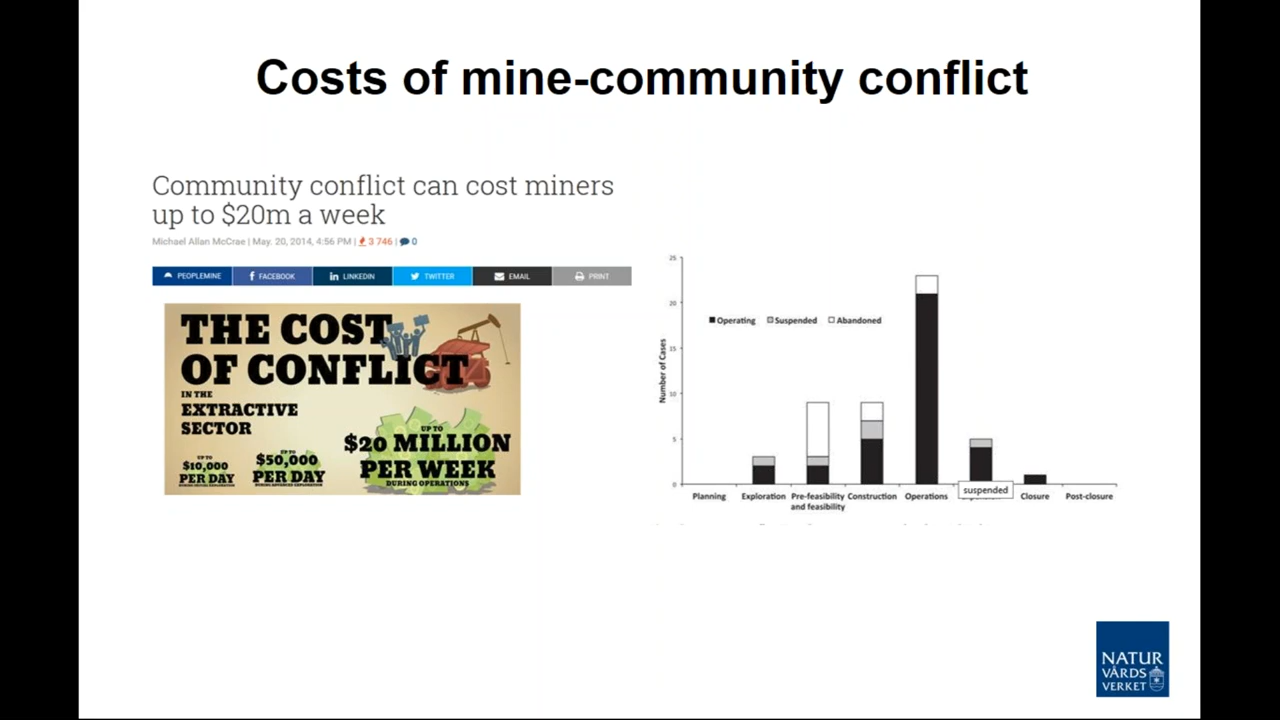 Costs of mine-community conflict
Community conflict can cost miners
up to $20m a week
Michael Allan McCrae | May. 20, 2014, 4:56 PM | 3 746 | 0
PEOPLEMINE
FACEBOOK
LINKEDIN
TWITTER
EMAIL
PRINT
THE COST
OF CONFLICT
IN THE
EXTRACTIVE
SECTOR
UP TO
$10,000
PER DAY
UP TO
$50,000
PER DAY
DURING ADVANCED EXPLORATION
UP TO
$20 MILLION
PER WEEK
DURING OPERATIONS
Number of Cases
25
20
15
10
5
0
Operating
Suspended
Abandoned
Planning
Exploration
Pre-feasibility
and feasibility
Construction
Operations
suspended
Closure
Post-closure
NATUR
VÅRDS
VERKET